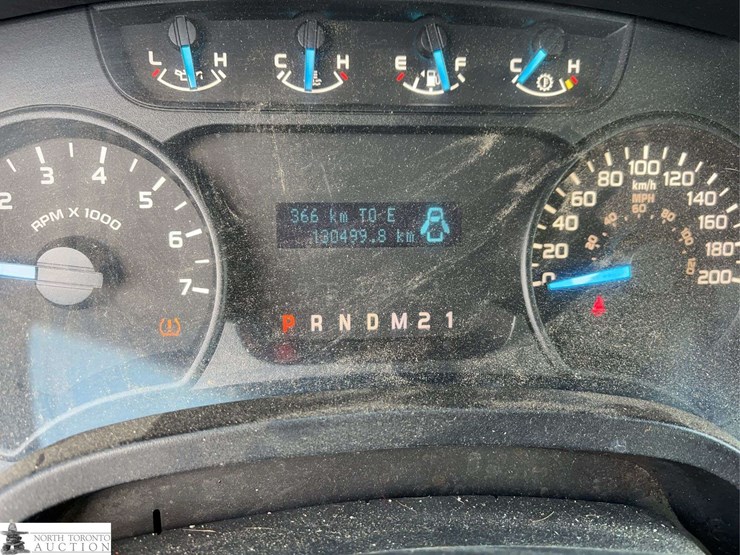 L H C H E F C H
2 3 4 5 6 7
RPM X 1000
366 km TO E
130499.8 km
P R N D M 2 1
0 20 40 60 80 100 120 140 160 180 200
km/h
MPH
NORTH TORONTO
AUCTION